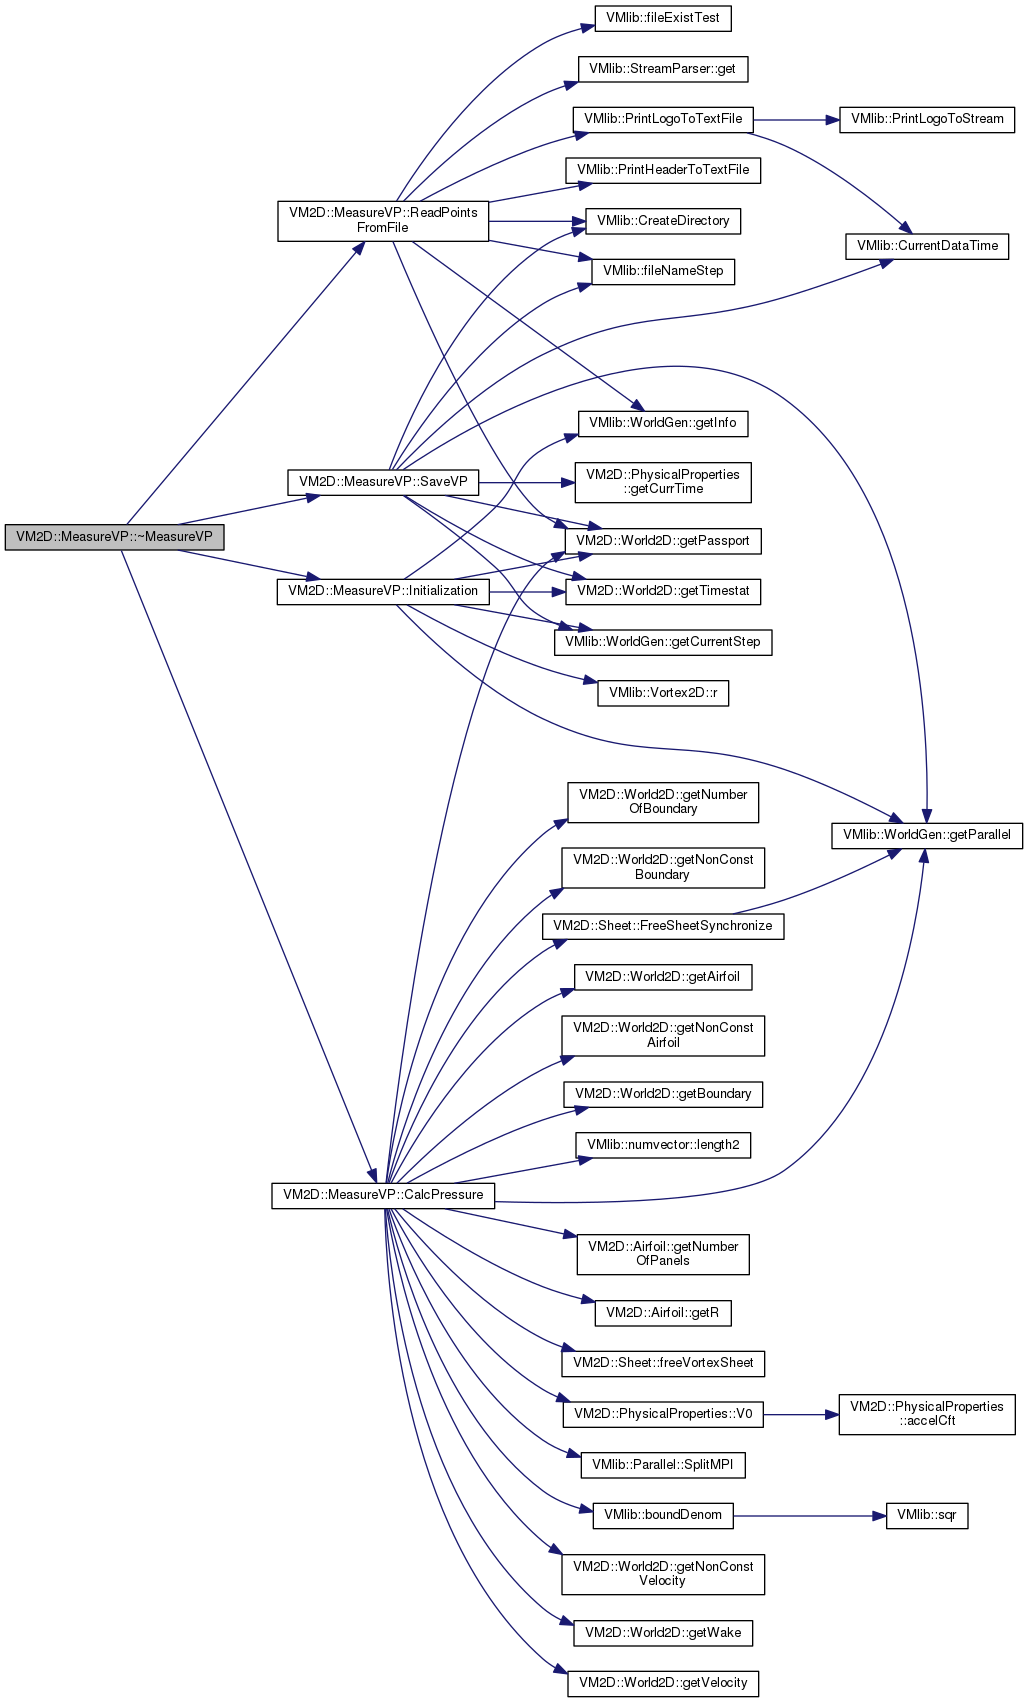 VMlib::fileExistTest
VMlib::StreamParser::get
VMlib::PrintLogoToTextFile
VMlib::PrintLogoToStream
VMlib::PrintHeaderToTextFile
VM2D::MeasureVP::ReadPoints
FromFile
VMlib::CreateDirectory
VMlib::CurrentDataTime
VMlib::fileNameStep
VMlib::WorldGen::getInfo
VM2D::MeasureVP::SaveVP
VM2D::PhysicalProperties
::getCurrTime
VM2D::MeasureVP::~MeasureVP
VM2D::World2D::getPassport
VM2D::MeasureVP::Initialization
VM2D::World2D::getTimestat
VMlib::WorldGen::getCurrentStep
VMlib::Vortex2D::r
VM2D::World2D::getNumber
OfBoundary
VMlib::WorldGen::getParallel
VM2D::World2D::getNonConst
Boundary
VM2D::Sheet::FreeSheetSynchronize
VM2D::World2D::getAirfoil
VM2D::World2D::getNonConst
Airfoil
VM2D::World2D::getBoundary
VMlib::numvector::length2
VM2D::MeasureVP::CalcPressure
VM2D::Airfoil::getNumber
OfPanels
VM2D::Airfoil::getR
VM2D::Sheet::freeVortexSheet
VM2D::PhysicalProperties::V0
VM2D::PhysicalProperties
::accelCft
VMlib::Parallel::SplitMPI
VMlib::boundDenom
VMlib::sqr
VM2D::World2D::getNonConst
Velocity
VM2D::World2D::getWake
VM2D::World2D::getVelocity